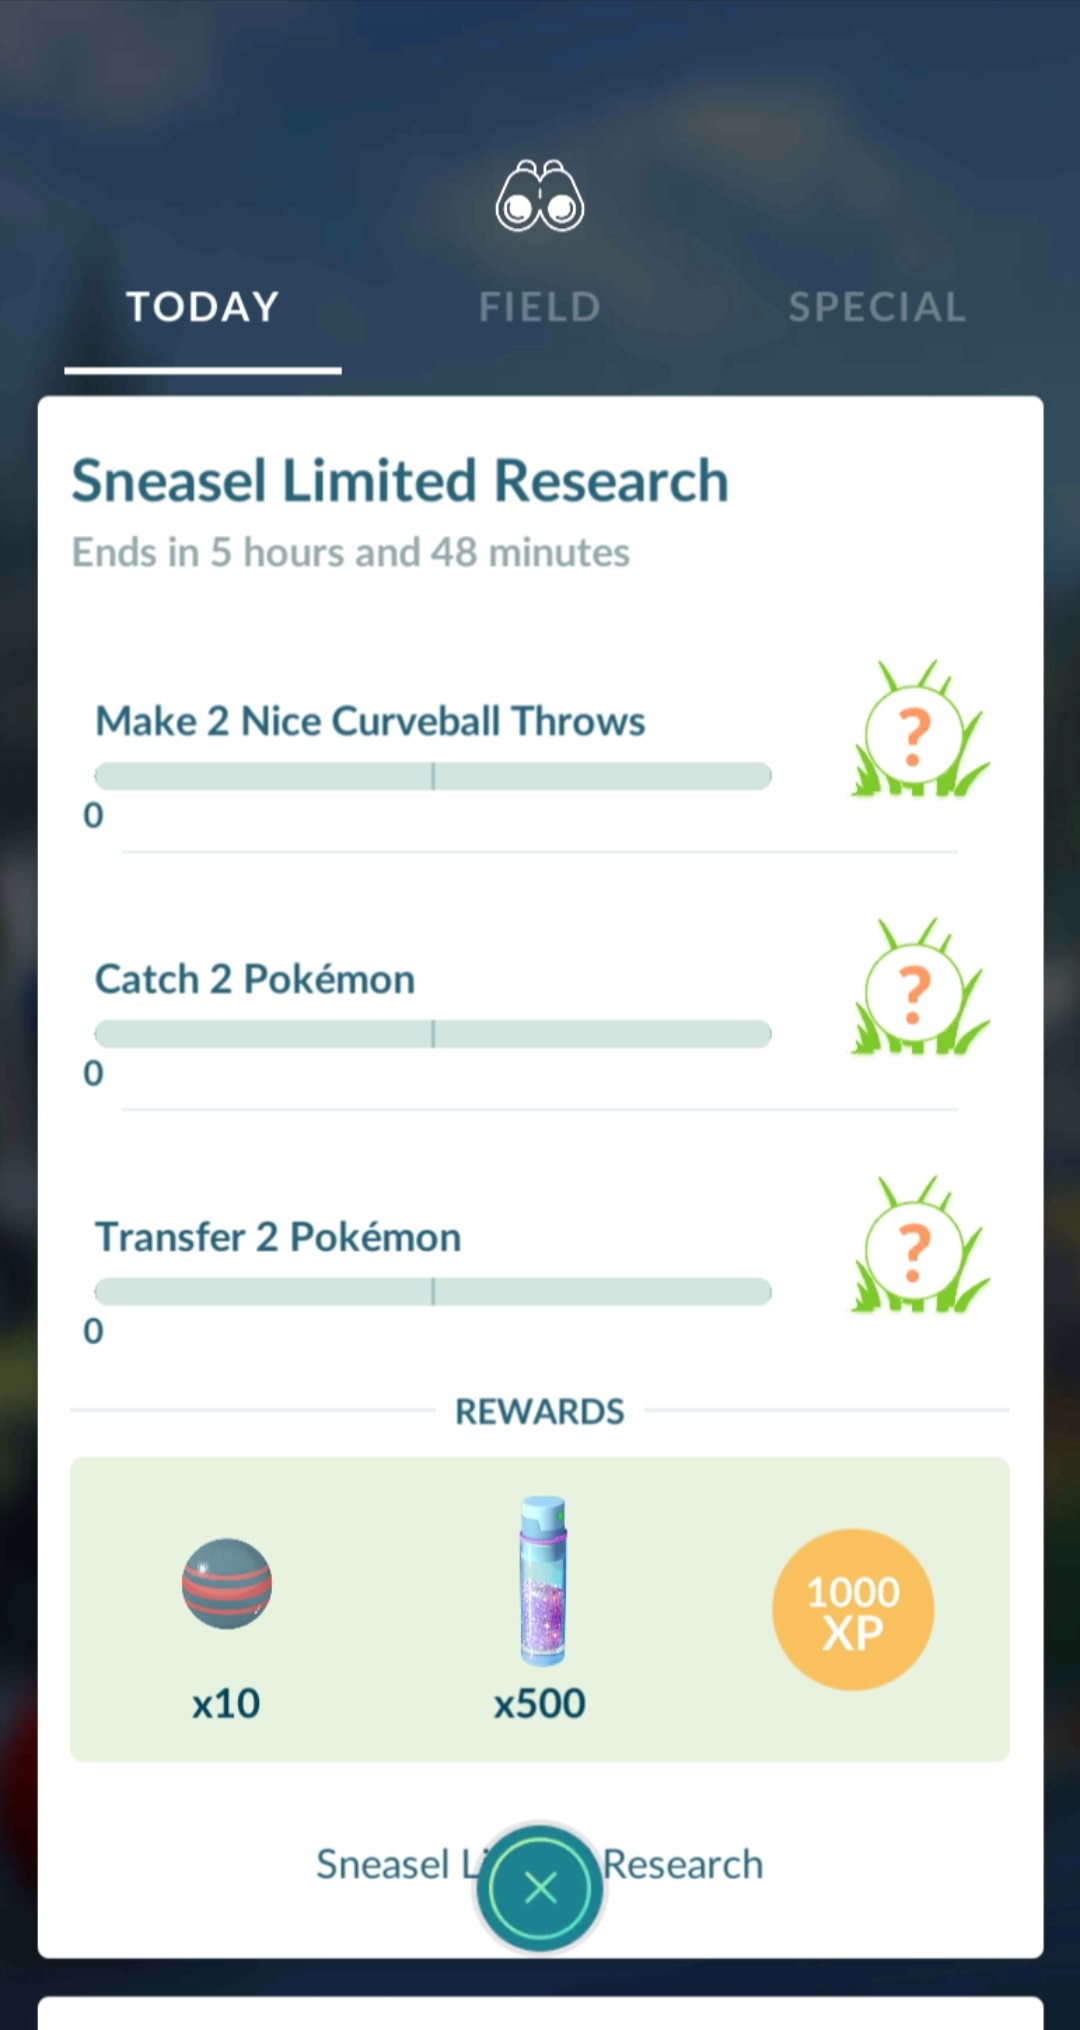 TODAY FIELD SPECIAL
Sneasel Limited Research
Ends in 5 hours and 48 minutes
Make 2 Nice Curveball Throws
?
0
Catch 2 Pokémon
?
0
Transfer 2 Pokémon
?
0
REWARDS
1000
XP
x10 x500
Sneasel Research